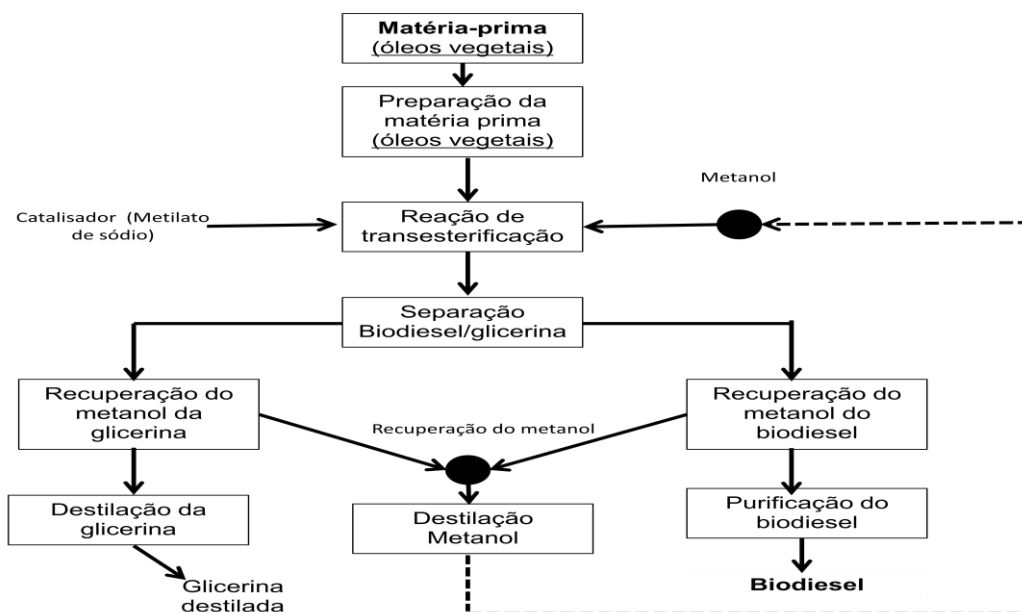 Matéria-prima
(óleos vegetais)
Preparação da
matéria prima
(óleos vegetais)
Metanol
Catalisador (Metilato
de sódio)
Reação de
transesterificação
Separação
Biodiesel/glicerina
Recuperação do
metanol da
glicerina
Recuperação do metanol
Recuperação do
metanol do
biodiesel
Destilação da
glicerina
Destilação
Metanol
Purificação do
biodiesel
Glicerina
destilada
Biodiesel